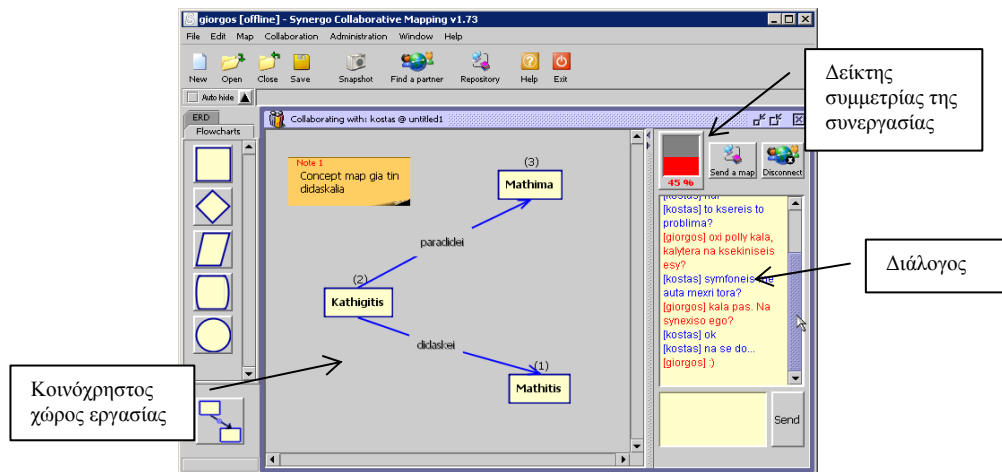 giorgos [offline] - Synergo Collaborative Mapping v1.73
File Edit Map Collaboration Administration Window Help
New Open Close Save Snapshot Find a partner Repository Help Exit
Auto hide
ERD
Flowcharts
Collaborating with: kostas @ untitled1
Note 1
Concept map gia tin
didaskalia
(3)
Mathima
paradidei
(2)
Kathigitis
didaskei
(1)
Mathitis
45 %
Send a map
Disconnect
[kostas] to ksereis to
problima?
[giorgos] oxi polly kala,
kalytera na ksekiniseis
esy?
[kostas] symfoneis me
auta mexri tora?
[giorgos] kala pas. Na
synexiso ego?
[kostas] ok
[kostas] na se do...
[giorgos] :)
Send
Δείκτης
συμμετρίας της
συνεργασίας
Διάλογος
Κοινόχρηστος
χώρος εργασίας